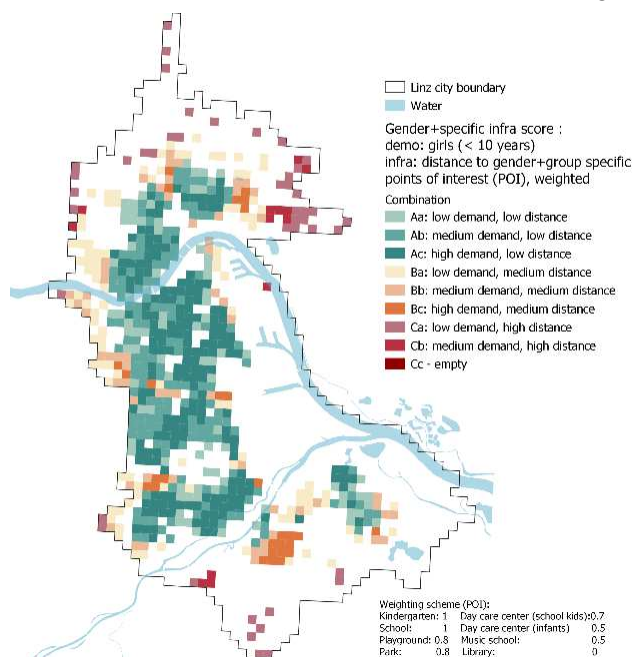 Linz city boundary
Water
Gender+specific infra score :
demo: girls (< 10 years)
infra: distance to gender+group specific
points of interest (POI), weighted
Combination
Aa: low demand, low distance
Ab: medium demand, low distance
Ac: high demand, low distance
Ba: low demand, medium distance
Bb: medium demand, medium distance
Bc: high demand, medium distance
Ca: low demand, high distance
Cb: medium demand, high distance
Cc - empty
Weighting scheme (POI):
Kindergarten: 1 Day care center (school kids):0.7
School: 1 Day care center (infants) 0.5
Playground: 0.8 Music school: 0.5
Park: 0.8 Library: 0